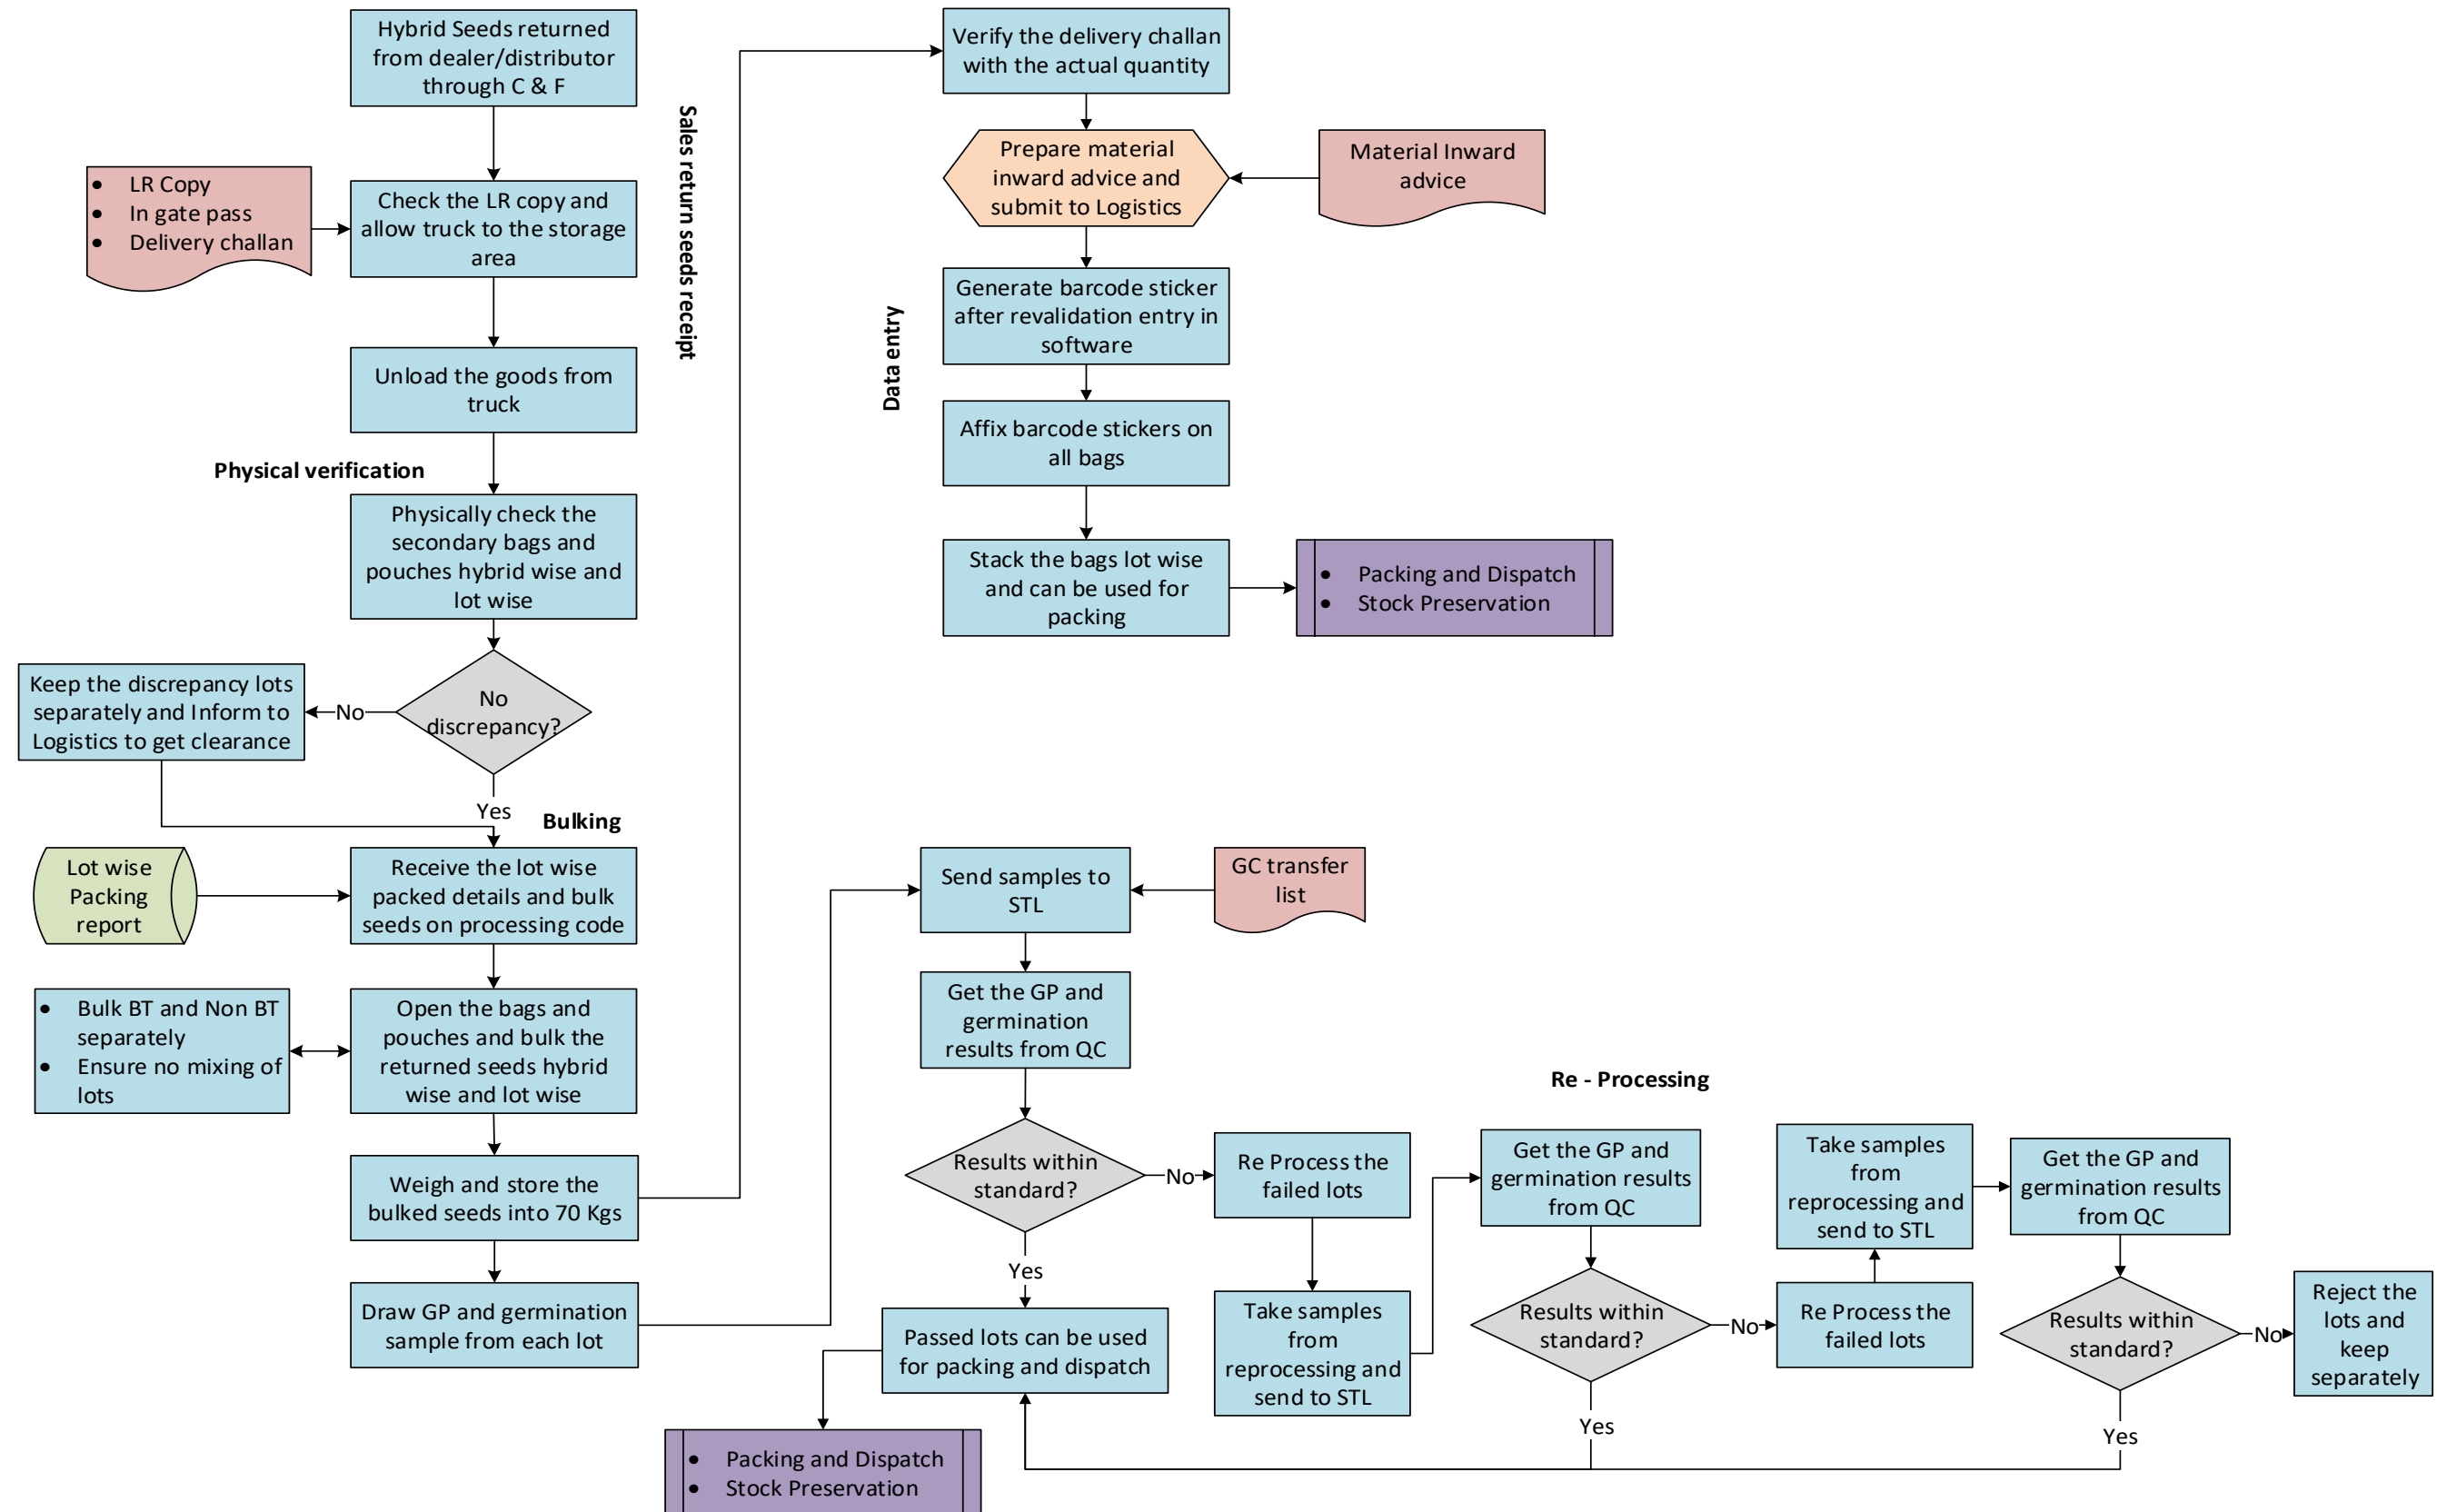 Hybrid Seeds returned
from dealer/distributor
through C & F
• LR Copy
• In gate pass
• Delivery challan
Check the LR copy and
allow truck to the storage
area
Unload the goods from
truck
Physical verification
Physically check the
secondary bags and
pouches hybrid wise and
lot wise
No
discrepancy?
No
Keep the discrepancy lots
separately and Inform to
Logistics to get clearance
Yes
Bulking
Lot wise
Packing
report
Receive the lot wise
packed details and bulk
seeds on processing code
• Bulk BT and Non BT
separately
• Ensure no mixing of
lots
Open the bags and
pouches and bulk the
returned seeds hybrid
wise and lot wise
Weigh and store the
bulked seeds into 70 Kgs
Draw GP and germination
sample from each lot
Sales return seeds receipt
Verify the delivery challan
with the actual quantity
Prepare material
inward advice and
submit to Logistics
Material Inward
advice
Data entry
Generate barcode sticker
after revalidation entry in
software
Affix barcode stickers on
all bags
Stack the bags lot wise
and can be used for
packing
• Packing and Dispatch
• Stock Preservation
Send samples to
STL
GC transfer
list
Get the GP and
germination
results from QC
Results within
standard?
No
Yes
Passed lots can be used
for packing and dispatch
• Packing and Dispatch
• Stock Preservation
Re - Processing
Re Process the
failed lots
Take samples
from
reprocessing and
send to STL
Get the GP and
germination results
from QC
Results within
standard?
No
Yes
Re Process the
failed lots
Take samples
from
reprocessing and
send to STL
Get the GP and
germination results
from QC
Results within
standard?
No
Yes
Reject the
lots and
keep
separately